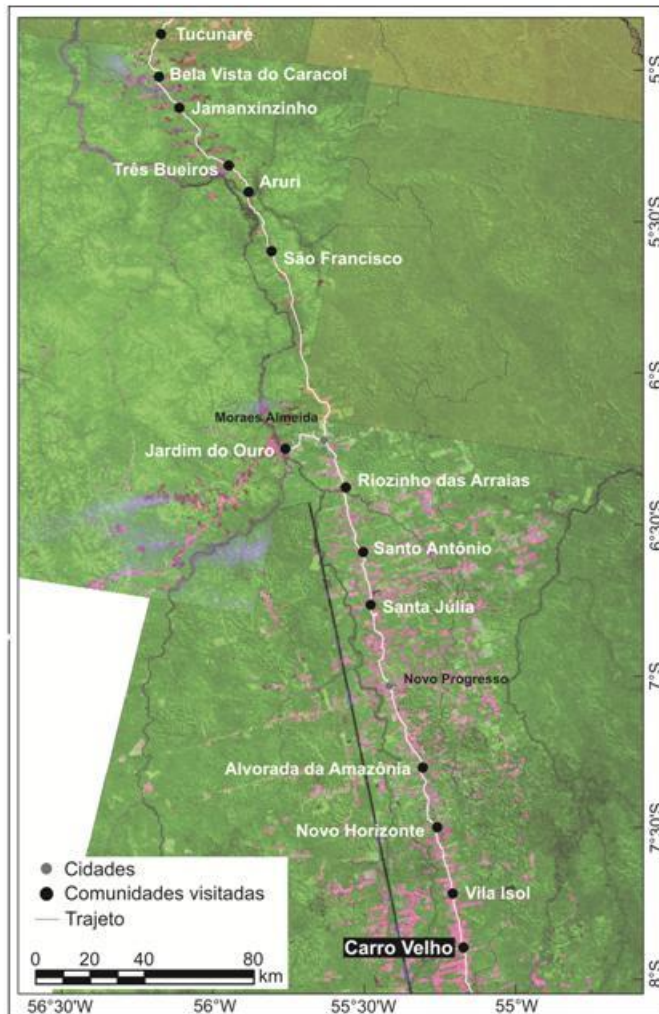 Tucunaré
5°S
Bela Vista do Caracol
Jamanxinzinho
Três Bueiros
Aruri
5°30'S
São Francisco
6°S
Moraes Almeida
Jardim do Ouro
Riozinho das Arraias
6°30'S
Santo Antônio
Santa Júlia
7°S
Novo Progresso
Alvorada da Amazônia
Novo Horizonte
7°30'S
Cidades
Comunidades visitadas
Trajeto
Vila Isol
Carro Velho
0 20 40 80
km
8°S
56°30'W 56°W 55°30'W 55°W